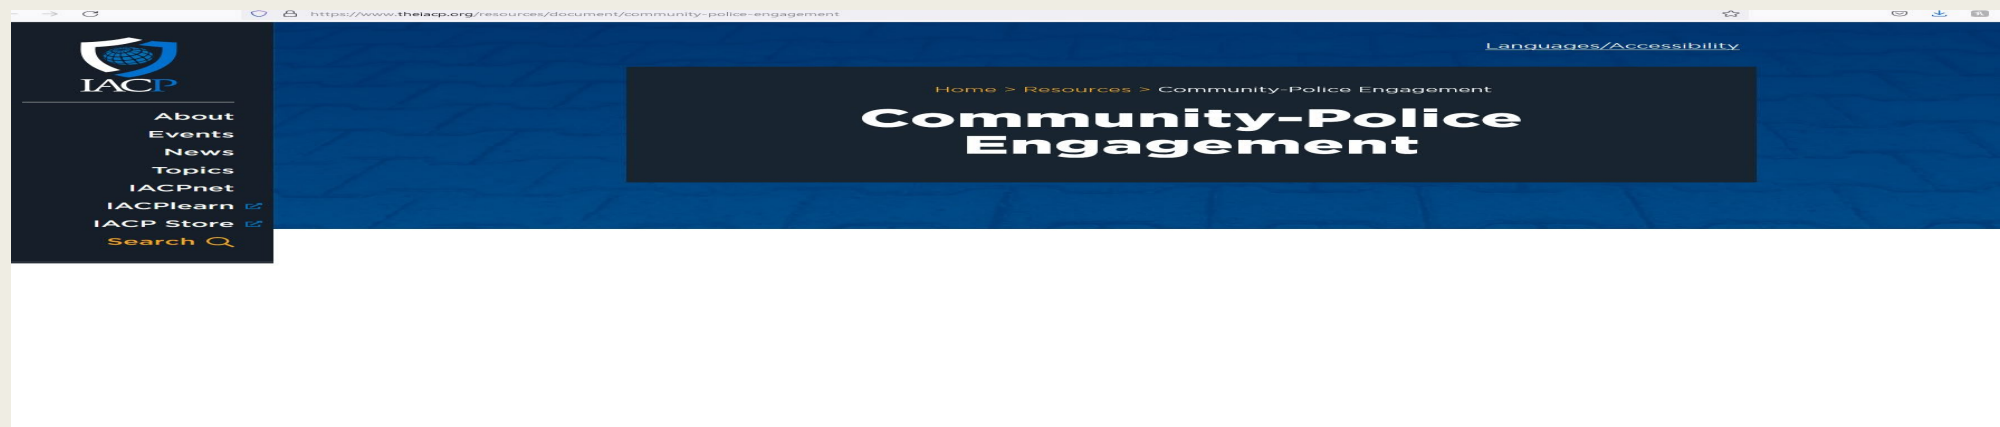 https://www.theiacp.org/resources/document/community-police-engagement
IACP
About
Events
News
Topics
IACPnet
IACPlearn
IACP Store
Search
Languages/Accessibility
Home > Resources > Community-Police Engagement
Community-Police
Engagement